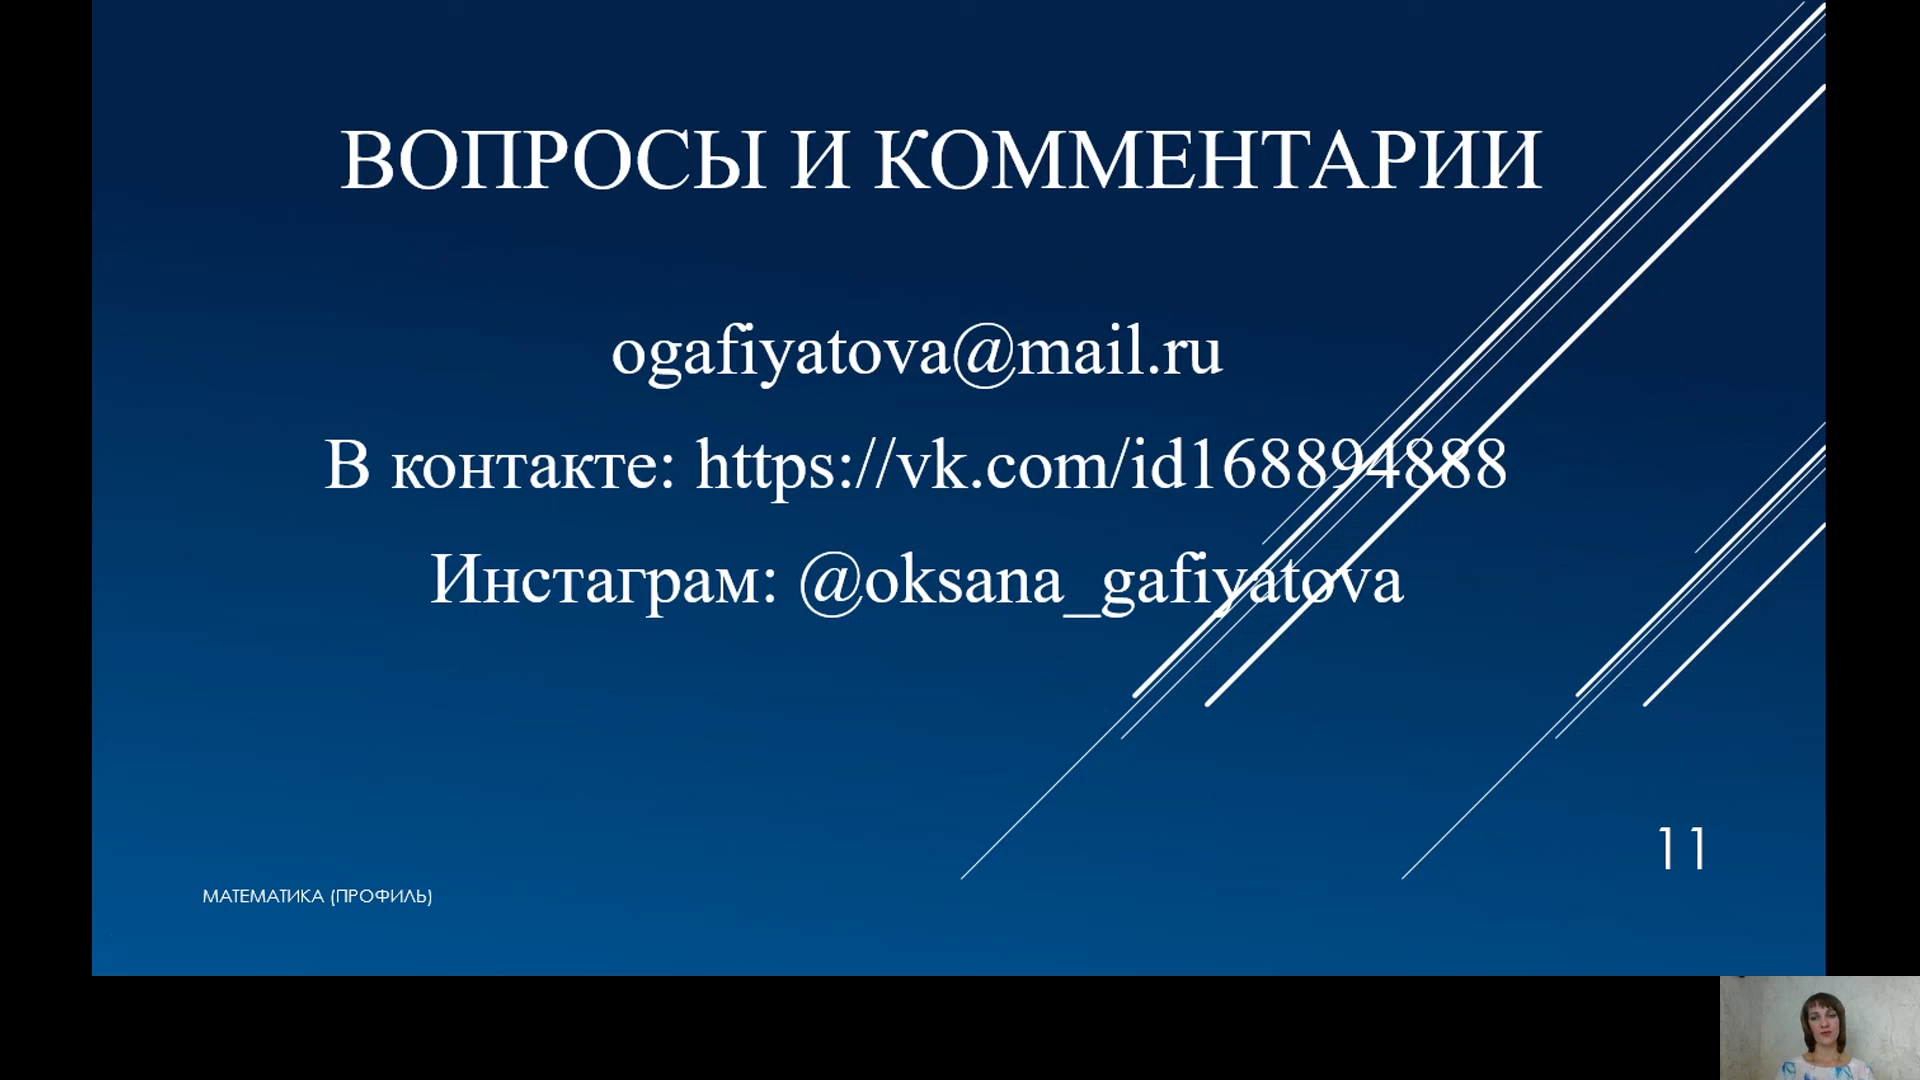 ВОПРОСЫ И КОММЕНТАРИИ
ogafiyatova@mail.ru
В контакте: https://vk.com/id168894888
Инстаграм: @oksana_gafiyatova
11
МАТЕМАТИКА (ПРОФИЛЬ)